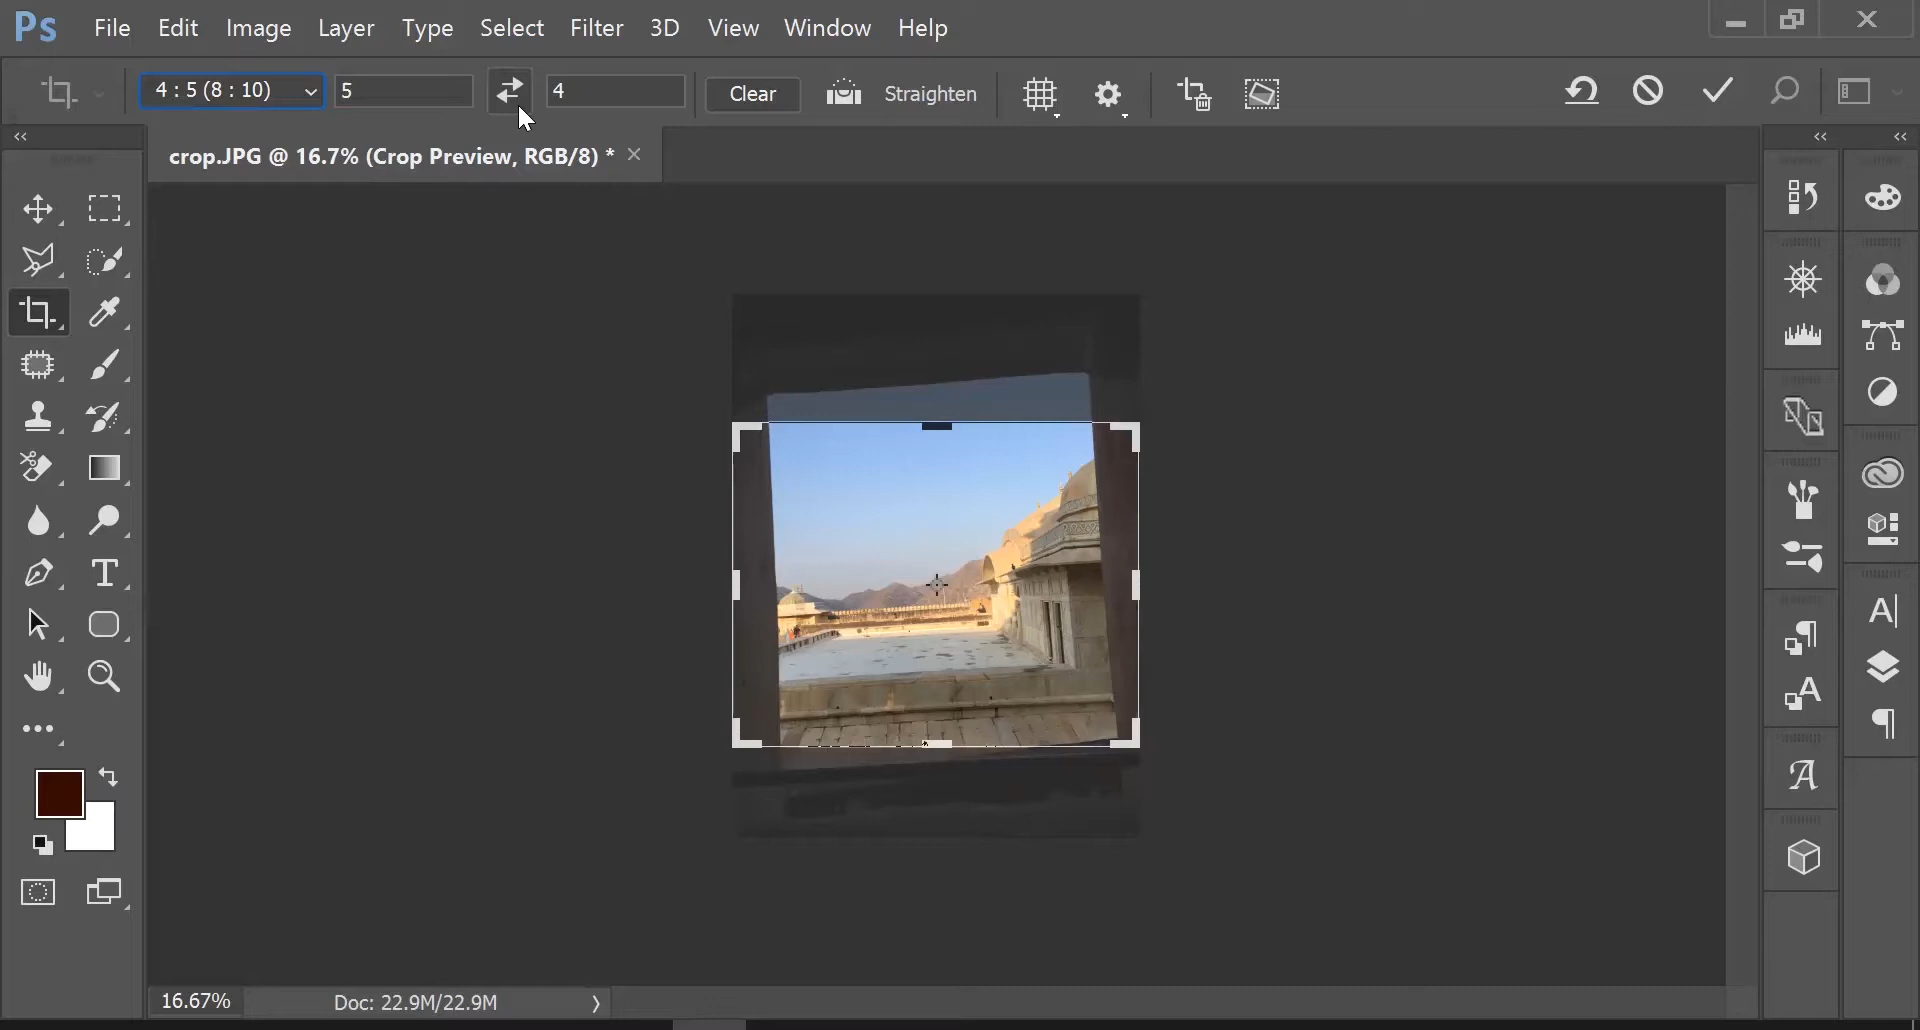 Ps File Edit Image Layer Type Select Filter 3D View Window Help
4 : 5 (8 : 10) 5 4 Clear Straighten
crop.JPG @ 16.7% (Crop Preview, RGB/8) *
16.67% Doc: 22.9M/22.9M